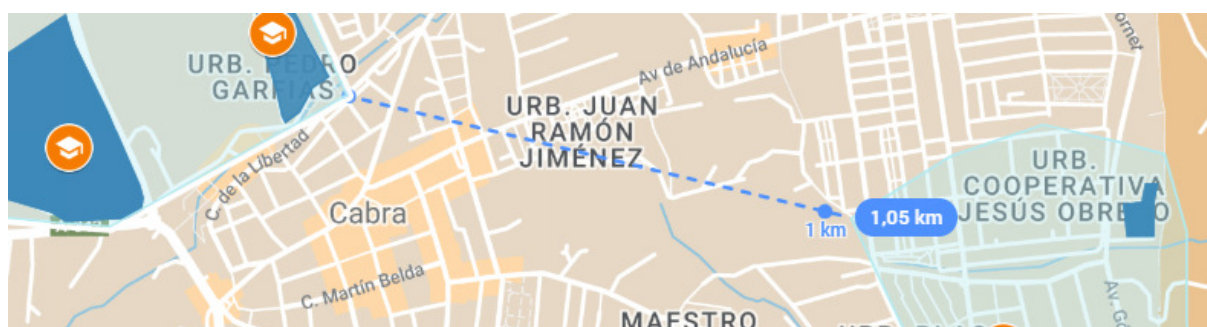 URB. PEDRO
GARFIAS
Av de Andalucía
URB. JUAN
RAMÓN
JIMÉNEZ
C. de la Libertad
Cabra
C. Martín Belda
1 km
1,05 km
URB.
COOPERATIVA
JESÚS OBRERO
MAESTRO